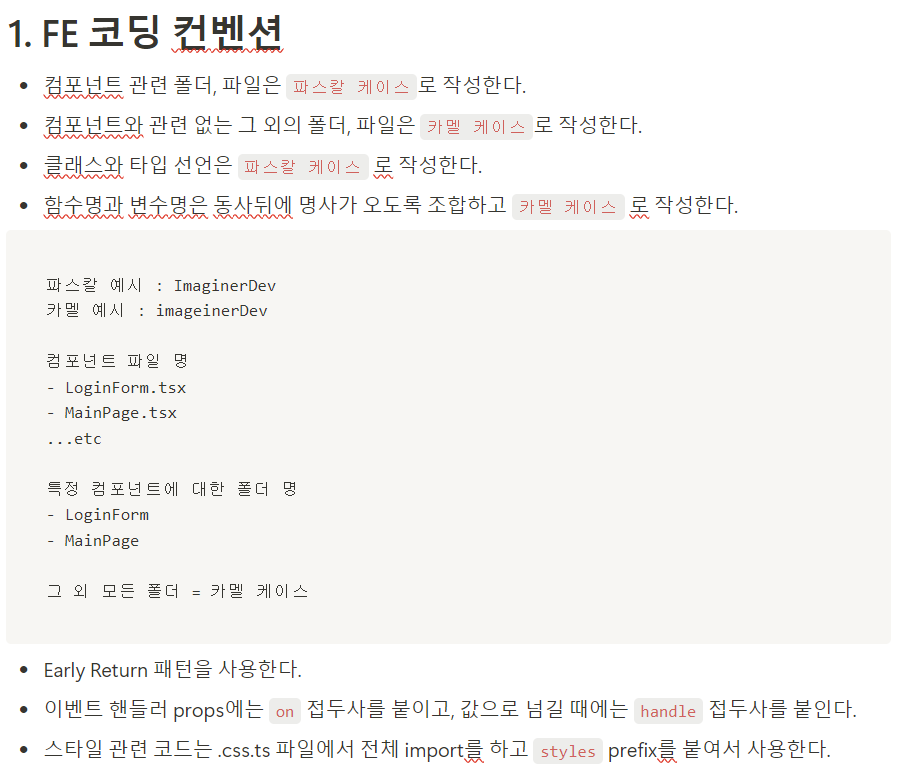 1. FE 코딩 컨벤션
• 컴포넌트 관련 폴더, 파일은 파스칼 케이스로 작성한다.
• 컴포넌트와 관련 없는 그 외의 폴더, 파일은 카멜 케이스로 작성한다.
• 클래스와 타입 선언은 파스칼 케이스 로 작성한다.
• 함수명과 변수명은 동사뒤에 명사가 오도록 조합하고 카멜 케이스 로 작성한다.
파스칼 예시 : ImaginerDev
카멜 예시 : imageinerDev
컴포넌트 파일 명
- LoginForm.tsx
- MainPage.tsx
...etc
특정 컴포넌트에 대한 폴더 명
- LoginForm
- MainPage
그 외 모든 폴더 = 카멜 케이스
• Early Return 패턴을 사용한다.
• 이벤트 핸들러 props에는 on 접두사를 붙이고, 값으로 넘길 때에는 handle 접두사를 붙인다.
• 스타일 관련 코드는 .css.ts 파일에서 전체 import를 하고 styles prefix를 붙여서 사용한다.